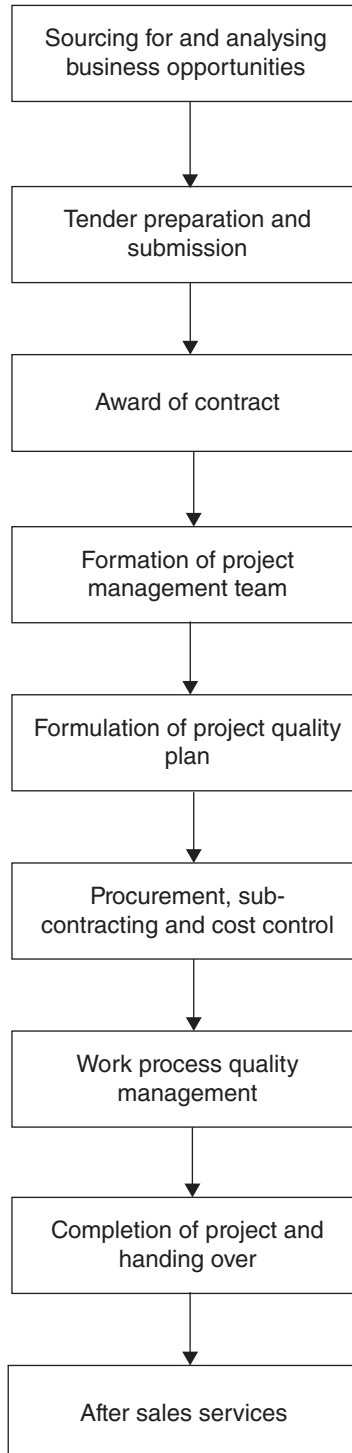 Sourcing for and analysing
business opportunities
Tender preparation and
submission
Award of contract
Formation of project
management team
Formulation of project quality
plan
Procurement, sub-
contracting and cost control
Work process quality
management
Completion of project and
handing over
After sales services